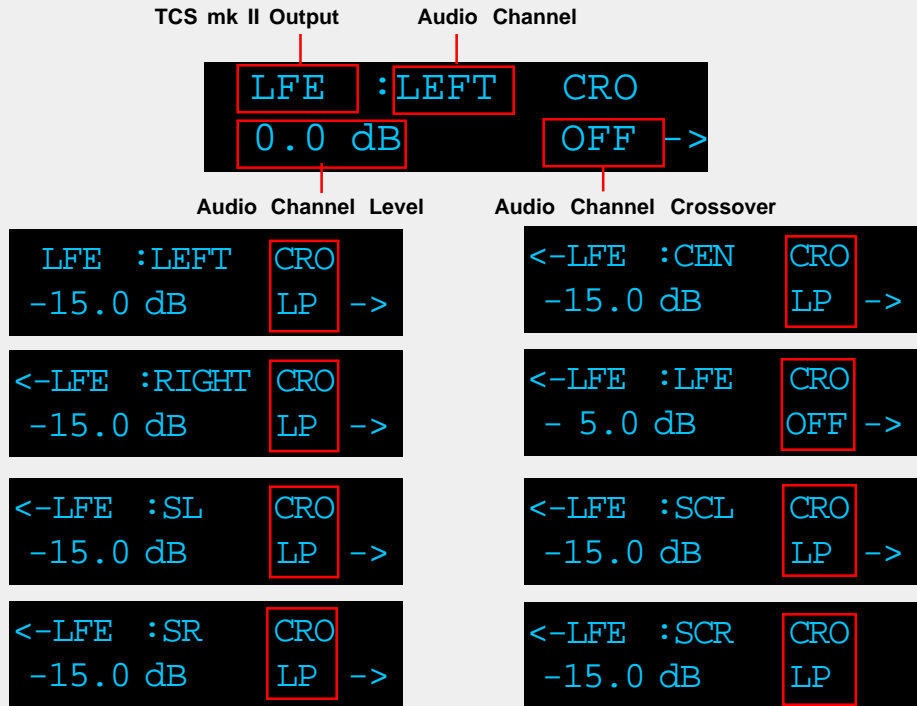 TCS mk II Output
Audio Channel
LFE :LEFT CRO
0.0 dB OFF ->
Audio Channel Level
Audio Channel Crossover
LFE :LEFT CRO
-15.0 dB LP ->
<-LFE :CEN CRO
-15.0 dB LP ->
<-LFE :RIGHT CRO
-15.0 dB LP ->
<-LFE :LFE CRO
- 5.0 dB OFF ->
<-LFE :SL CRO
-15.0 dB LP ->
<-LFE :SCL CRO
-15.0 dB LP ->
<-LFE :SR CRO
-15.0 dB LP ->
<-LFE :SCR CRO
-15.0 dB LP